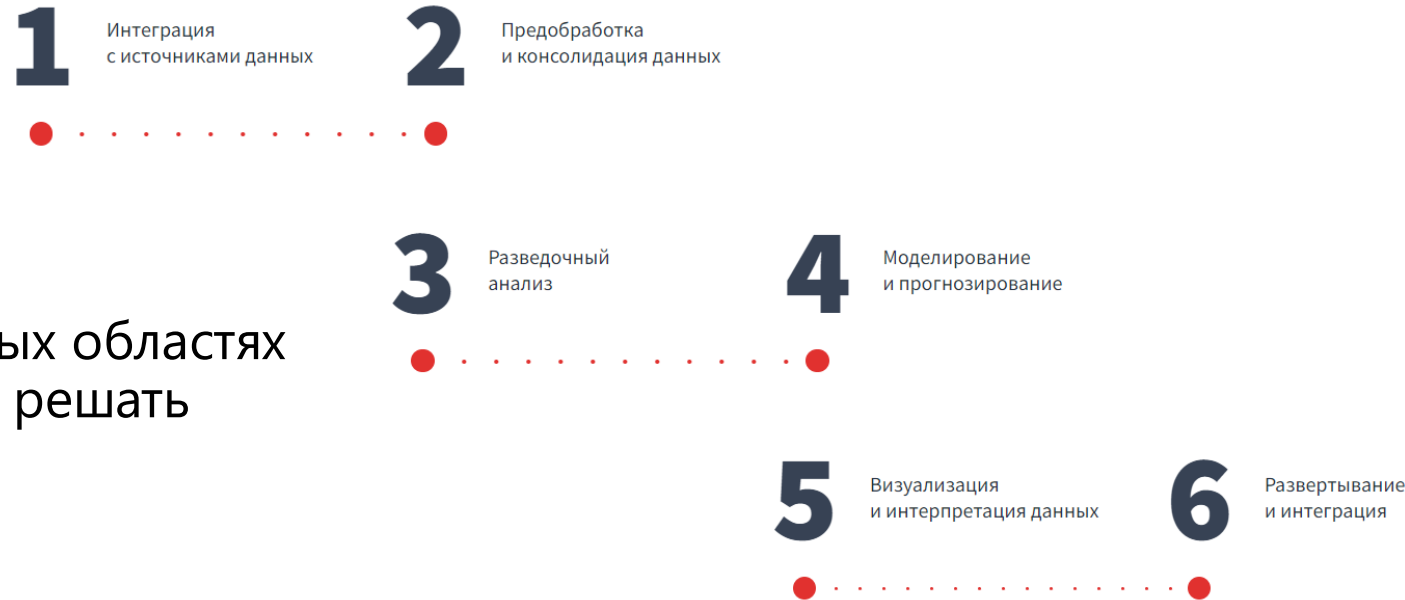 1
Интеграция
с источниками данных
2
Предобработка
и консолидация данных
3
Разведочный
анализ
4
Моделирование
и прогнозирование
областях
решать
5
Визуализация
и интерпретация данных
6
Развертывание
и интеграция